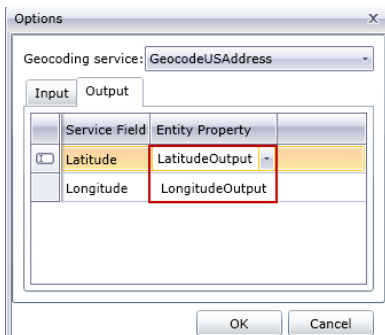 Options x
Geocoding service: GeocodeUSAddress
Input Output
Service Field Entity Property
Latitude LatitudeOutput
Longitude LongitudeOutput
OK Cancel